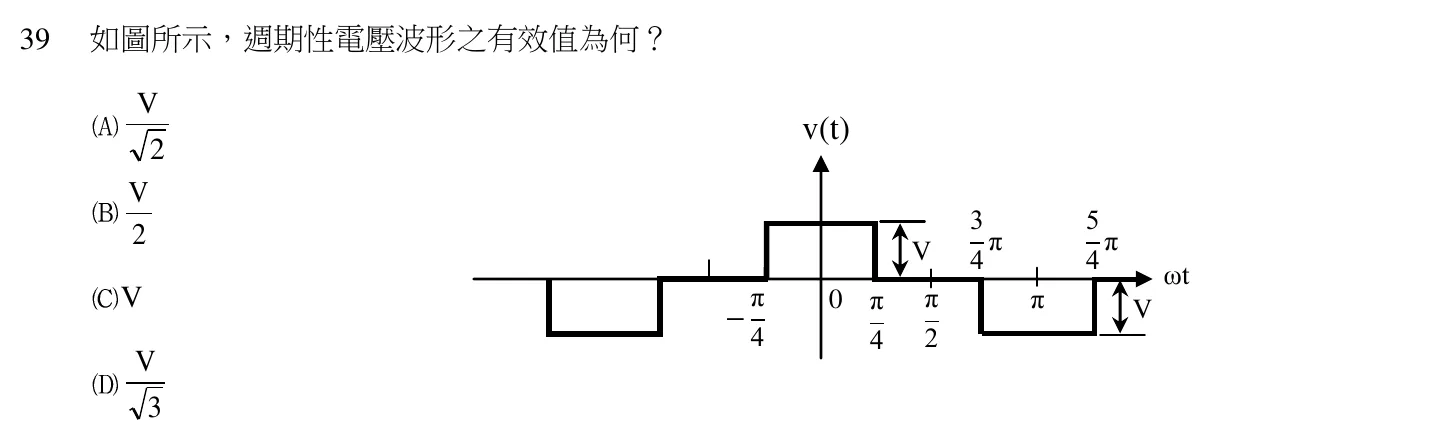 39 如圖所示，週期性電壓波形之有效值為何？
(A) V/√2
(B) V/2
(C) V
(D) V/√3
v(t)
V
3/4 π
5/4 π
ωt
−π/4
0
π/4
π/2
π
V